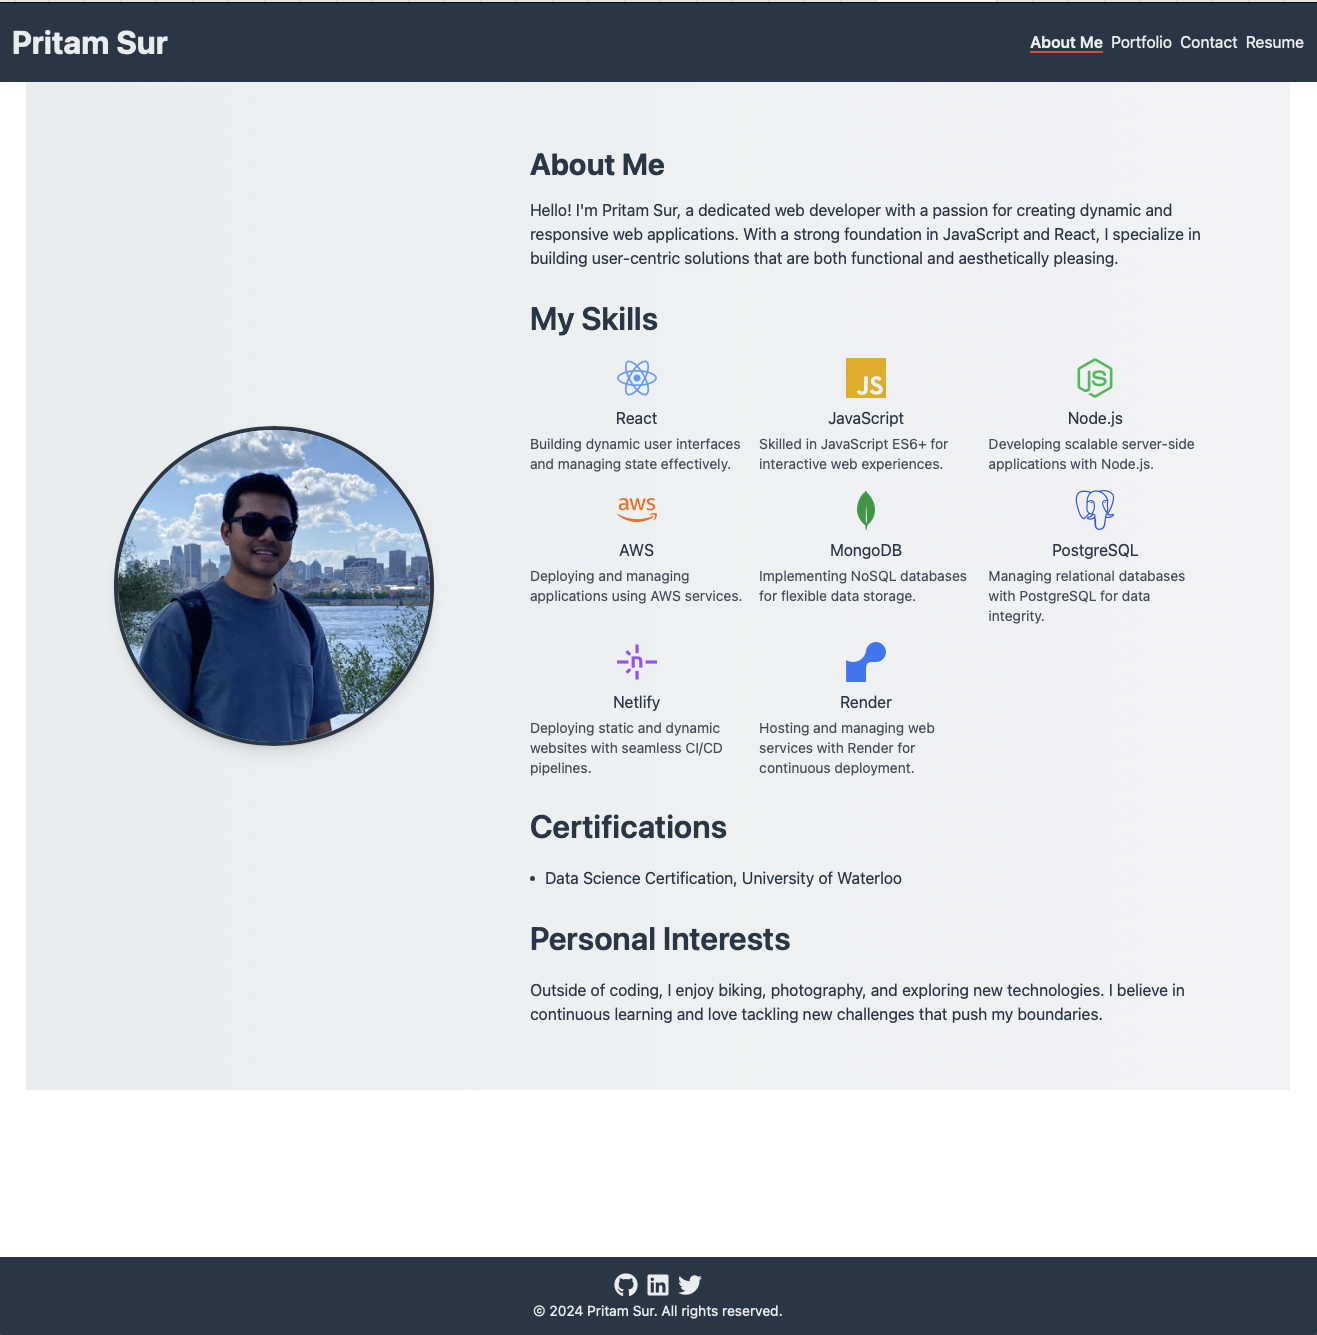 Pritam Sur
About Me Portfolio Contact Resume
About Me
Hello! I'm Pritam Sur, a dedicated web developer with a passion for creating dynamic and
responsive web applications. With a strong foundation in JavaScript and React, I specialize in
building user-centric solutions that are both functional and aesthetically pleasing.
My Skills
React
Building dynamic user interfaces
and managing state effectively.
JS
JavaScript
Skilled in JavaScript ES6+ for
interactive web experiences.
JS
Node.js
Developing scalable server-side
applications with Node.js.
aws
AWS
Deploying and managing
applications using AWS services.
MongoDB
Implementing NoSQL databases
for flexible data storage.
PostgreSQL
Managing relational databases
with PostgreSQL for data
integrity.
n
Netlify
Deploying static and dynamic
websites with seamless CI/CD
pipelines.
Render
Hosting and managing web
services with Render for
continuous deployment.
Certifications
• Data Science Certification, University of Waterloo
Personal Interests
Outside of coding, I enjoy biking, photography, and exploring new technologies. I believe in
continuous learning and love tackling new challenges that push my boundaries.
in
© 2024 Pritam Sur. All rights reserved.